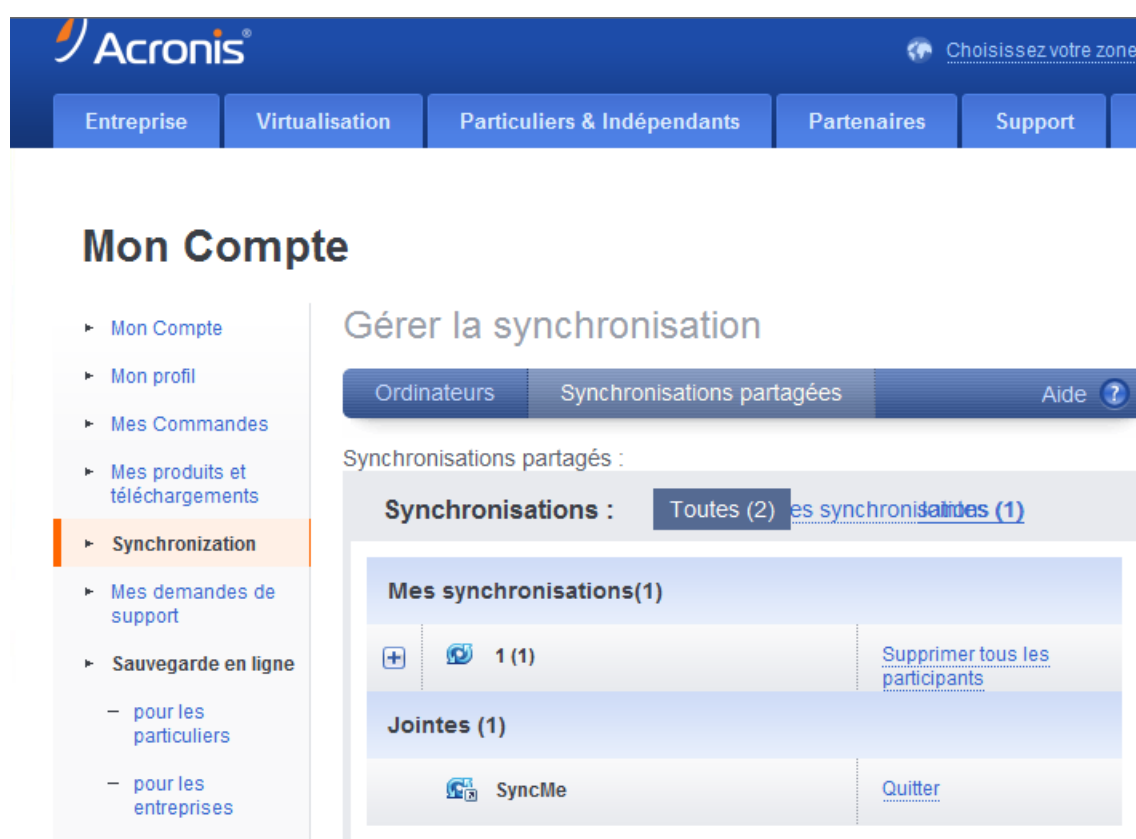 Acronis®
Choisissez votre zone
Entreprise
Virtualisation
Particuliers & Indépendants
Partenaires
Support
Mon Compte
Mon Compte
Mon profil
Mes Commandes
Mes produits et
téléchargements
Synchronization
Mes demandes de
support
Sauvegarde en ligne
– pour les
particuliers
– pour les
entreprises
Gérer la synchronisation
Ordinateurs
Synchronisations partagées
Aide ?
Synchronisations partagés :
Synchronisations :
Toutes (2)
(1)
Mes synchronisations(1)
1 (1)
Supprimer tous les
participants
Jointes (1)
SyncMe
Quitter